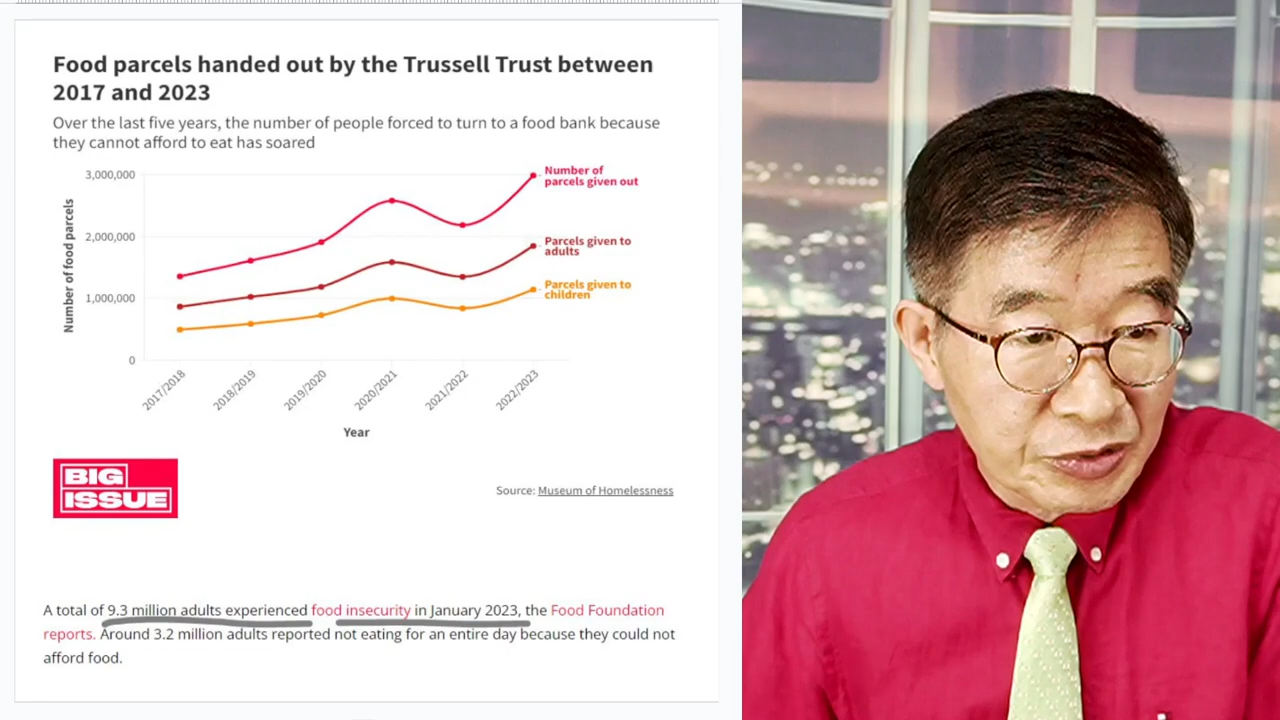 Food parcels handed out by the Trussell Trust between
2017 and 2023
Over the last five years, the number of people forced to turn to a food bank because
they cannot afford to eat has soared
3,000,000
2,000,000
1,000,000
0
Number of food parcels
Number of
parcels given out
Parcels given to
adults
Parcels given to
children
2017/2018
2018/2019
2019/2020
2020/2021
2021/2022
2022/2023
Year
BIG
ISSUE
Source: Museum of Homelessness
A total of 9.3 million adults experienced food insecurity in January 2023, the Food Foundation
reports. Around 3.2 million adults reported not eating for an entire day because they could not
afford food.